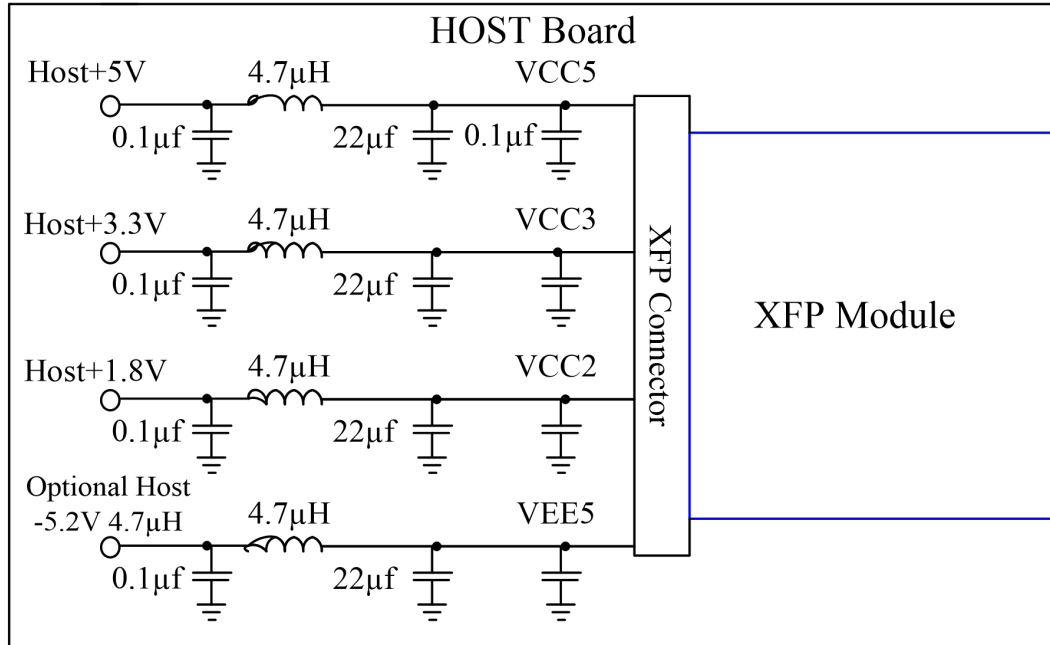 HOST Board
Host+5V
4.7µH
VCC5
0.1µf
22µf
0.1µf
Host+3.3V
4.7µH
VCC3
0.1µf
22µf
XFP Connector
XFP Module
Host+1.8V
4.7µH
VCC2
0.1µf
22µf
Optional Host
-5.2V 4.7µH
4.7µH
VEE5
0.1µf
22µf